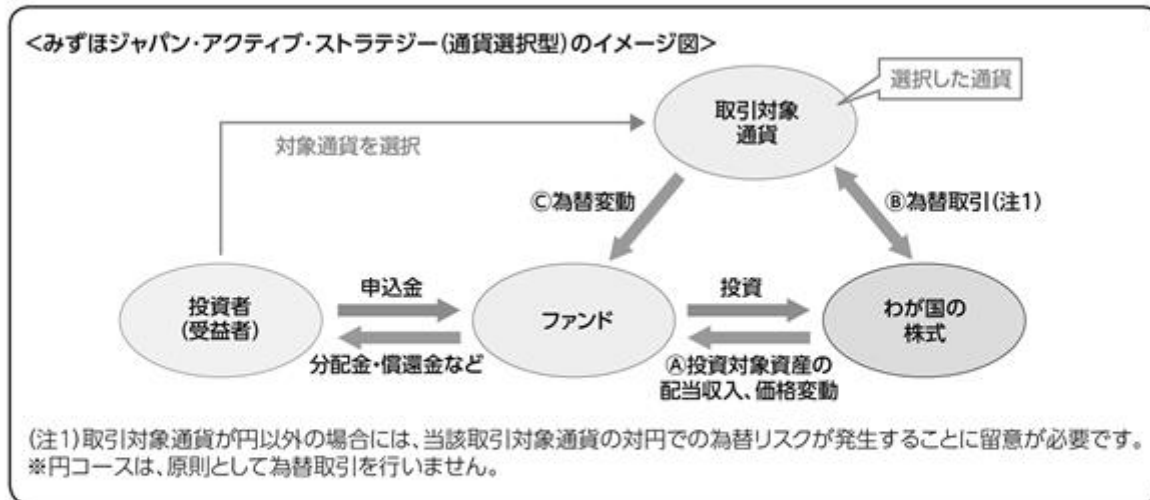 <みずほジャパン・アクティブ・ストラテジー(通貨選択型)のイメージ図>
選択した通貨
取引対象
通貨
対象通貨を選択
Ⓒ為替変動
Ⓑ為替取引(注1)
投資者
(受益者)
申込金
分配金・償還金など
ファンド
投資
Ⓐ投資対象資産の
配当収入、価格変動
わが国の
株式
(注1)取引対象通貨が円以外の場合には、当該取引対象通貨の対円での為替リスクが発生することに留意が必要です。
※円コースは、原則として為替取引を行いません。